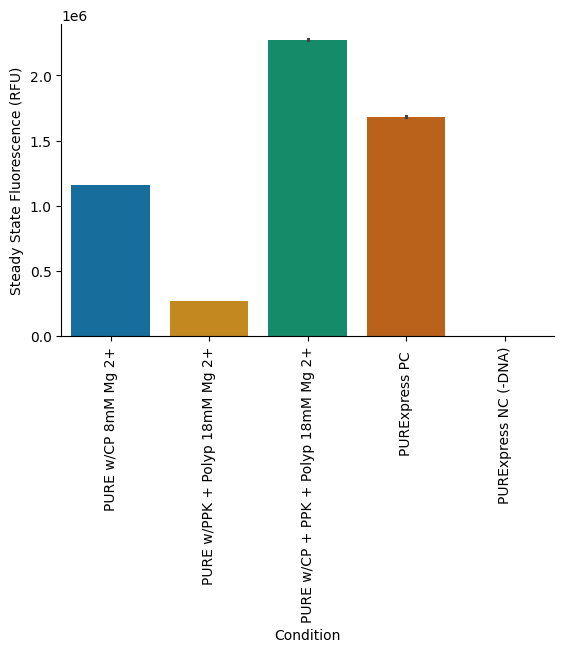 1e6
Steady State Fluorescence (RFU)
2.0
1.5
1.0
0.5
0.0
PURE w/CP 8mM Mg 2+
PURE w/PPK + Polyp 18mM Mg 2+
PURE w/CP + PPK + Polyp 18mM Mg 2+
PURExpress PC
PURExpress NC (-DNA)
Condition